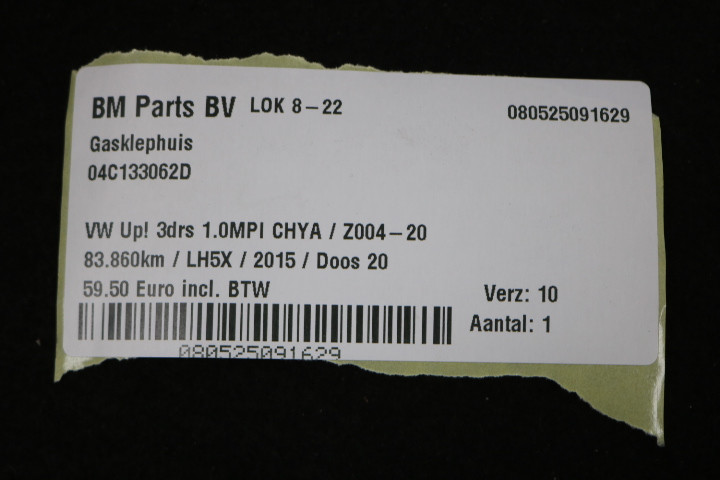 BM Parts BV LOK 8-22 080525091629
Gasklephuis
04C133062D
VW Up! 3drs 1.0MPI CHYA / Z004-20
83.860km / LH5X / 2015 / Doos 20
59.50 Euro incl. BTW Verz: 10
Aantal: 1
080525091629